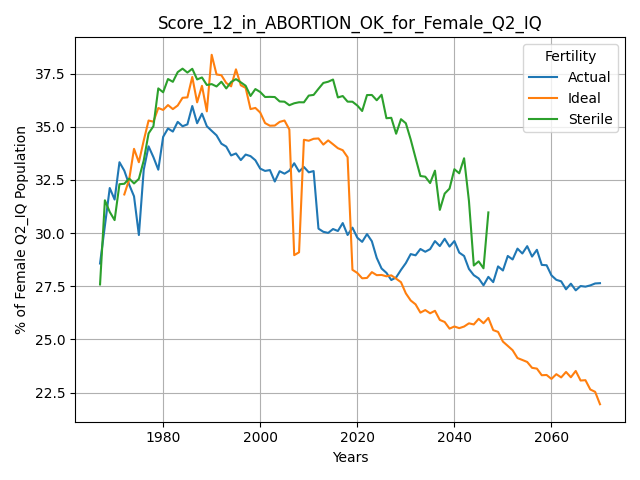 Score_12_in_ABORTION_OK_for_Female_Q2_IQ
% of Female Q2_IQ Population
37.5
35.0
32.5
30.0
27.5
25.0
22.5
Fertility
Actual
Ideal
Sterile
1980
2000
2020
2040
2060
Years